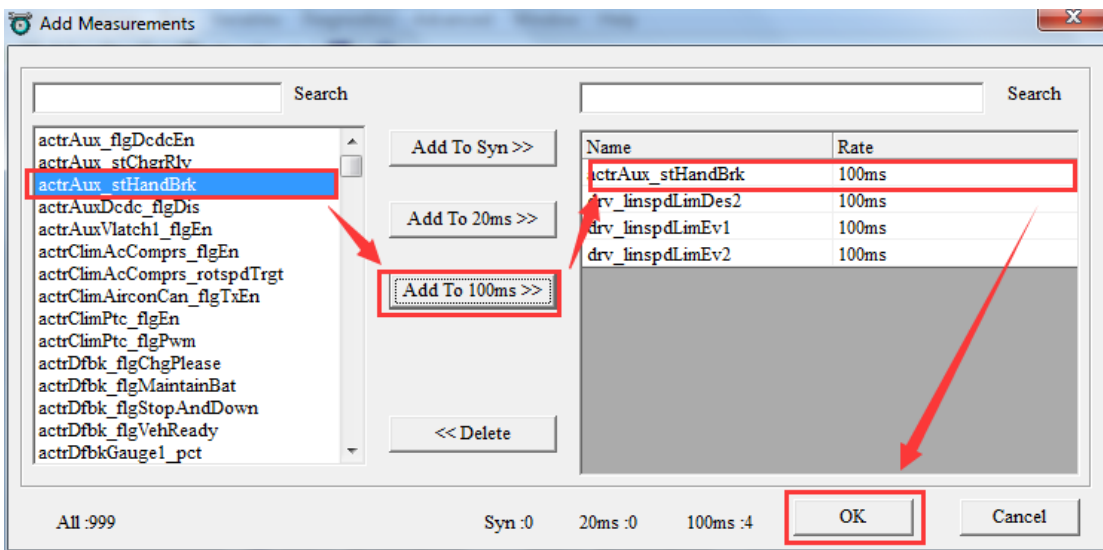 Add Measurements
Search
Search
actrAux_flgDcdcEn
actrAux_stChgrRly
actrAux_stHandBrk
actrAuxDcdc_flgDis
actrAuxVlatch1_flgEn
actrClimAcComprs_flgEn
actrClimAcComprs_rotspdTrgt
actrClimAirconCan_flgTxEn
actrClimPtc_flgEn
actrClimPtc_flgPwm
actrDfbk_flgChgPlease
actrDfbk_flgMaintainBat
actrDfbk_flgStopAndDown
actrDfbk_flgVehReady
actrDfbkGauge1_pct
Add To Syn >>
Add To 20ms >>
Add To 100ms >>
<< Delete
Name Rate
actrAux_stHandBrk 100ms
drv_linspdLimDes2 100ms
drv_linspdLimEv1 100ms
drv_linspdLimEv2 100ms
All :999 Syn :0 20ms :0 100ms :4 OK Cancel